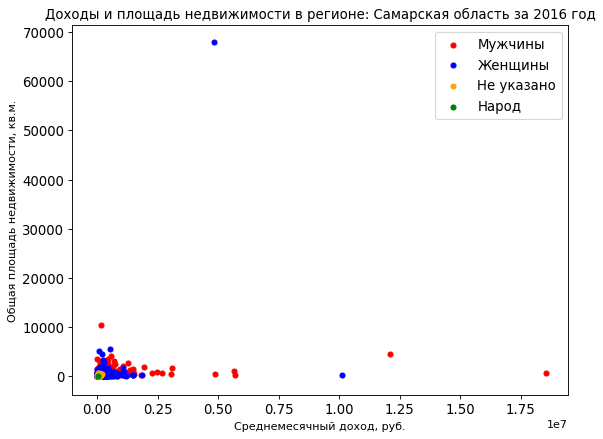 Доходы и площадь недвижимости в регионе: Самарская область за 2016 год
70000
60000
50000
40000
30000
20000
10000
0
Общая площадь недвижимости, кв.м.
Мужчины
Женщины
Не указано
Народ
0.00 0.25 0.50 0.75 1.00 1.25 1.50 1.75
1e7
Среднемесячный доход, руб.